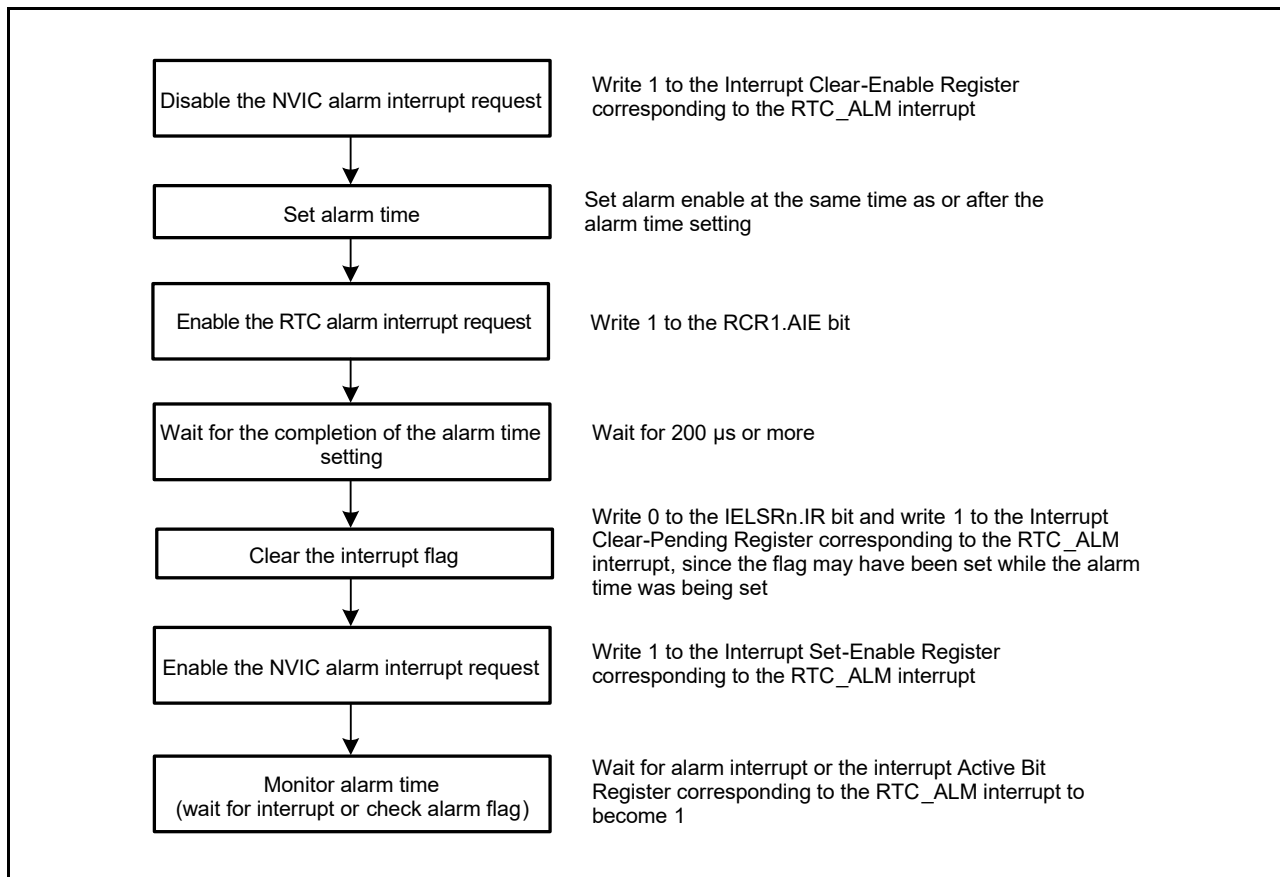 Disable the NVIC alarm interrupt request
Write 1 to the Interrupt Clear-Enable Register
corresponding to the RTC_ALM interrupt
Set alarm time
Set alarm enable at the same time as or after the
alarm time setting
Enable the RTC alarm interrupt request
Write 1 to the RCR1.AIE bit
Wait for the completion of the alarm time
setting
Wait for 200 µs or more
Clear the interrupt flag
Write 0 to the IELSRn.IR bit and write 1 to the Interrupt
Clear-Pending Register corresponding to the RTC_ALM
interrupt, since the flag may have been set while the alarm
time was being set
Enable the NVIC alarm interrupt request
Write 1 to the Interrupt Set-Enable Register
corresponding to the RTC_ALM interrupt
Monitor alarm time
(wait for interrupt or check alarm flag)
Wait for alarm interrupt or the interrupt Active Bit
Register corresponding to the RTC_ALM interrupt to
become 1